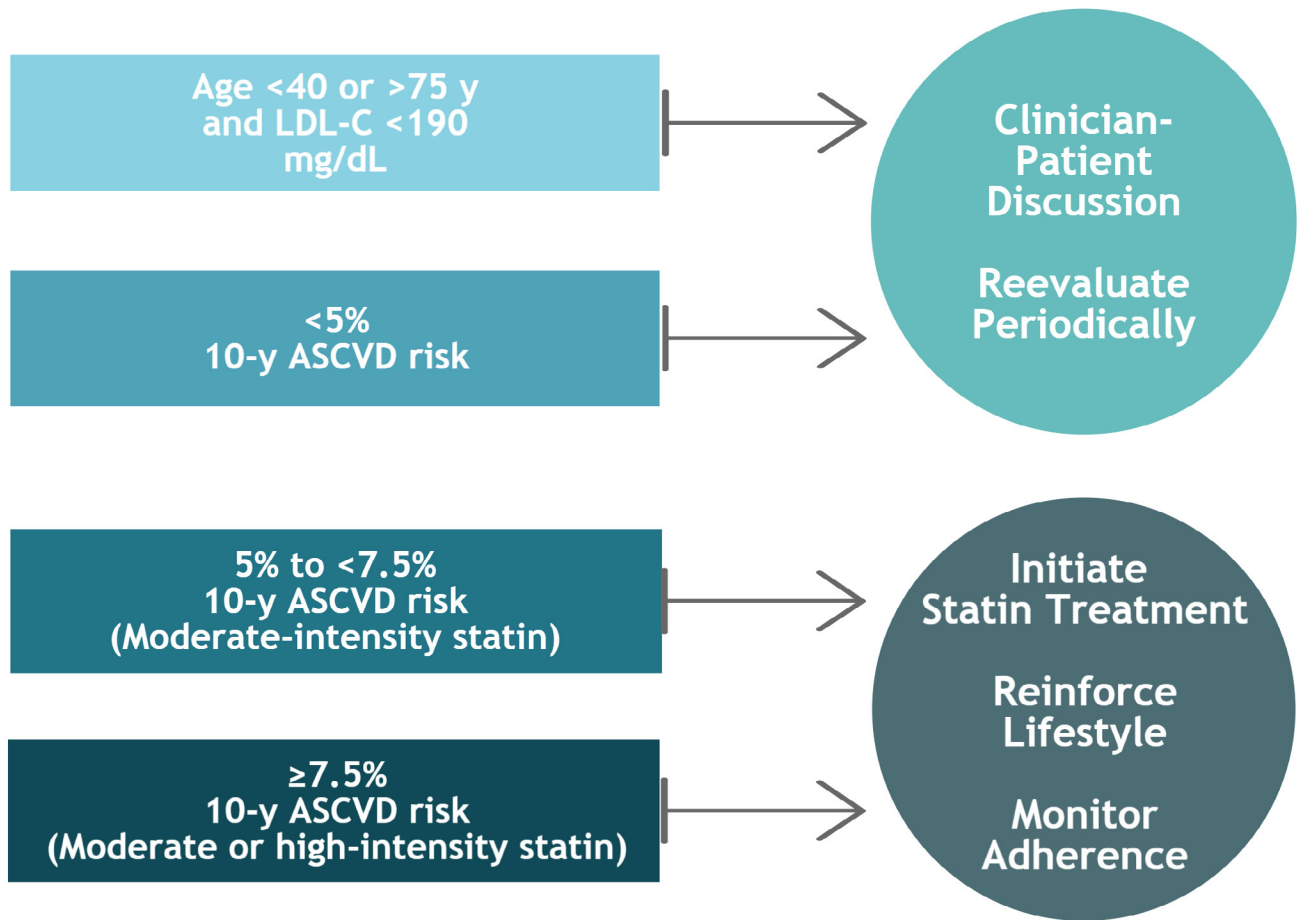 Age <40 or >75 y
and LDL-C <190
mg/dL
Clinician-
Patient
Discussion
Reevaluate
Periodically
<5%
10-y ASCVD risk
5% to <7.5%
10-y ASCVD risk
(Moderate-intensity statin)
Initiate
Statin Treatment
Reinforce
Lifestyle
Monitor
Adherence
≥7.5%
10-y ASCVD risk
(Moderate or high-intensity statin)